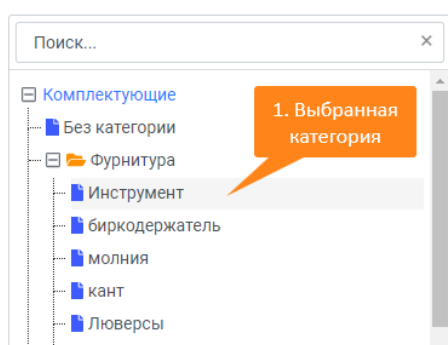 Поиск...
Комплектующие
1. Выбранная
категория
Без категории
Фурнитура
Инструмент
биркодержатель
молния
кант
Люверсы